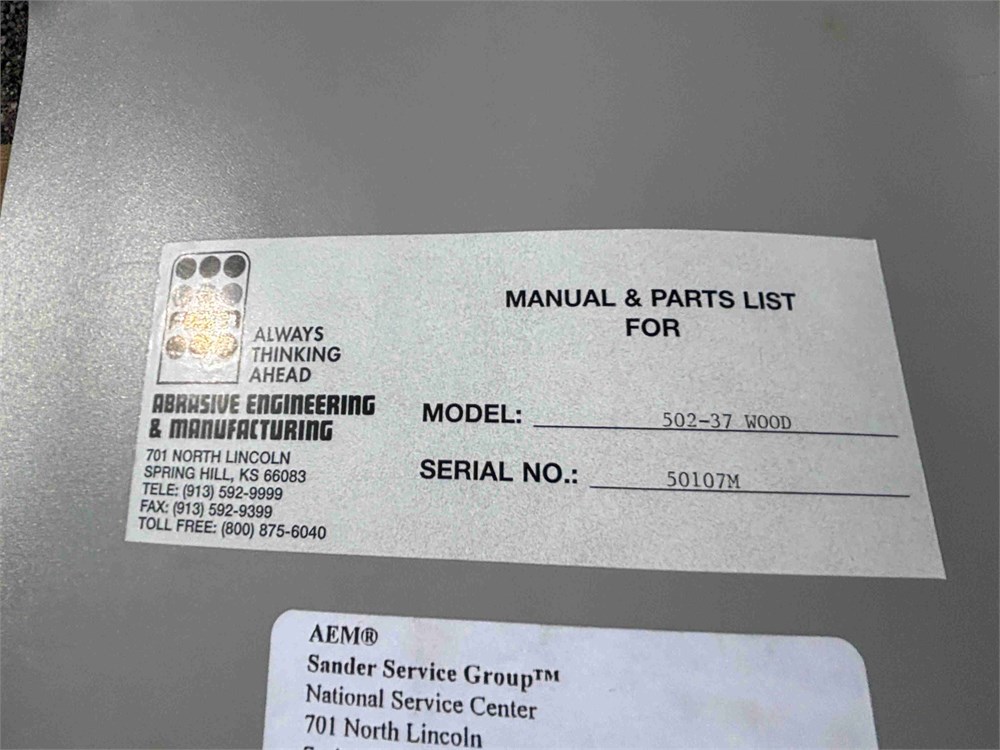 ALWAYS
THINKING
AHEAD
ABRASIVE ENGINEERING
& MANUFACTURING
701 NORTH LINCOLN
SPRING HILL, KS 66083
TELE: (913) 592-9999
FAX: (913) 592-9399
TOLL FREE: (800) 875-6040
MANUAL & PARTS LIST
FOR
MODEL: 502-37 WOOD
SERIAL NO.: 50107M
AEM®
Sander Service Group™
National Service Center
701 North Lincoln